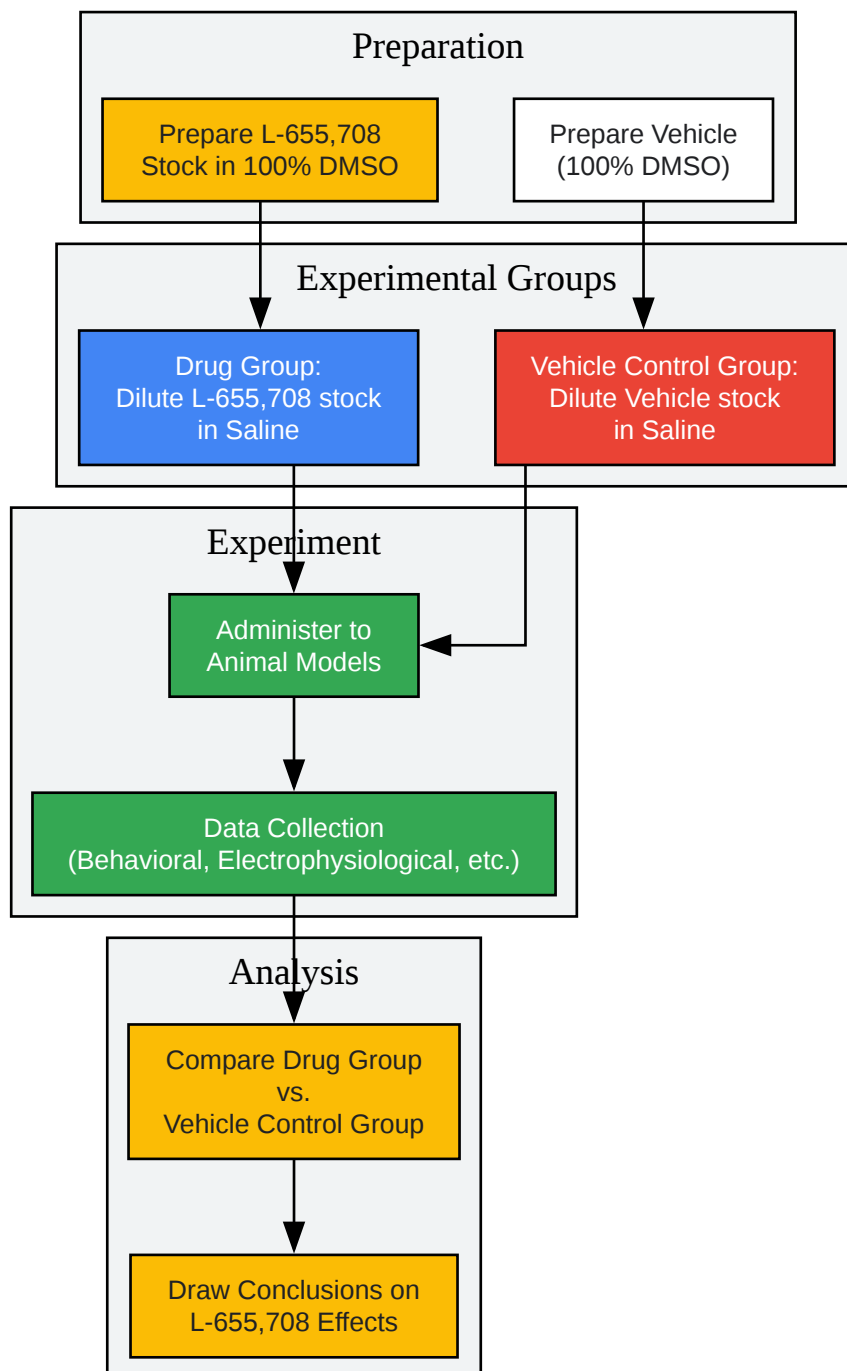 Preparation
Prepare L-655,708
Stock in 100% DMSO
Prepare Vehicle
(100% DMSO)
Experimental Groups
Drug Group:
Dilute L-655,708 stock
in Saline
Vehicle Control Group:
Dilute Vehicle stock
in Saline
Experiment
Administer to
Animal Models
Data Collection
(Behavioral, Electrophysiological, etc.)
Analysis
Compare Drug Group
vs.
Vehicle Control Group
Draw Conclusions on
L-655,708 Effects